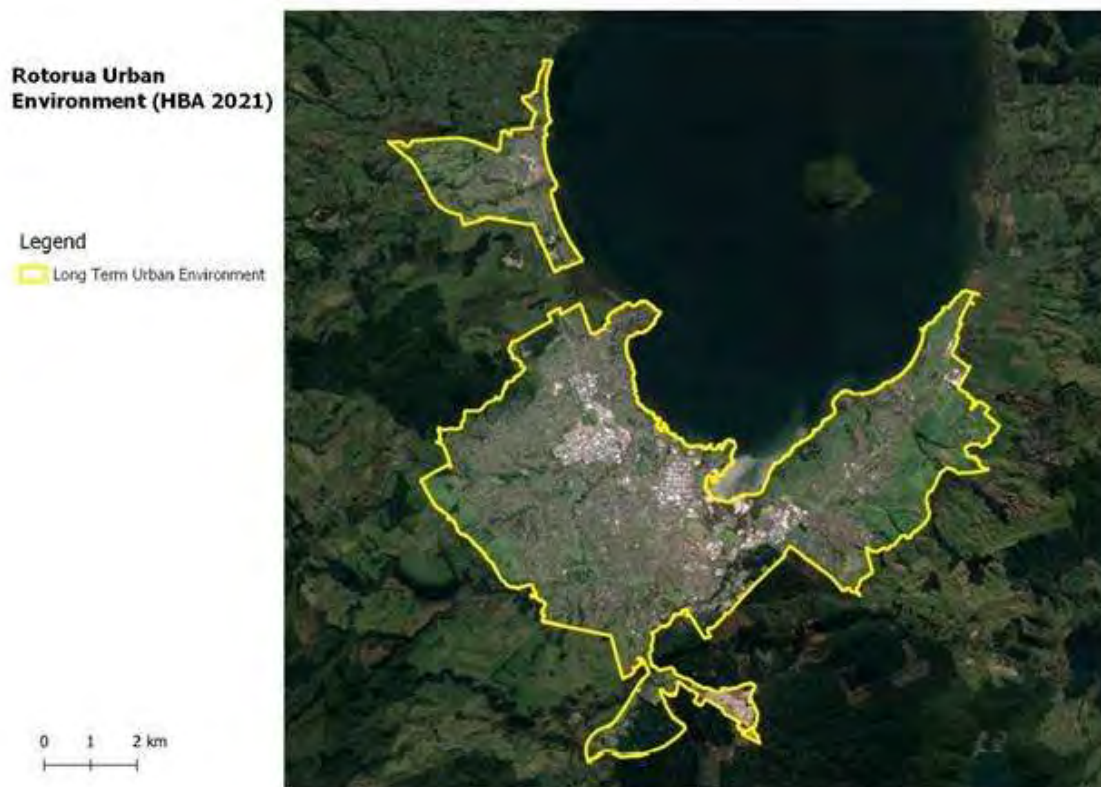 Rotorua Urban
Environment (HBA 2021)
Legend
Long Term Urban Environment
0 1 2 km